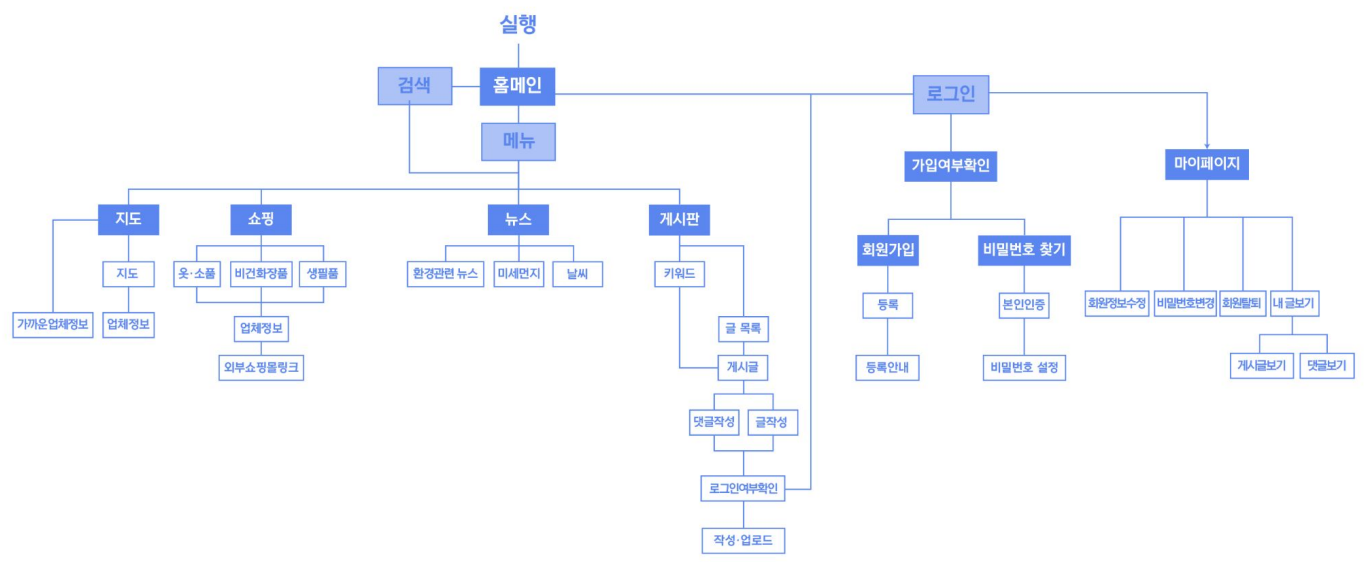 실행
검색
홈메인
로그인
메뉴
가입여부확인
마이페이지
지도
쇼핑
뉴스
게시판
회원가입
비밀번호 찾기
지도
옷·소품
비건화장품
생필품
환경관련 뉴스
미세먼지
날씨
키워드
등록
본인인증
회원정보수정
비밀번호변경
회원탈퇴
내 글보기
가까운업체정보
업체정보
업체정보
글 목록
외부쇼핑몰링크
게시글
등록안내
비밀번호 설정
게시글보기
댓글보기
댓글작성
글작성
로그인여부확인
작성·업로드